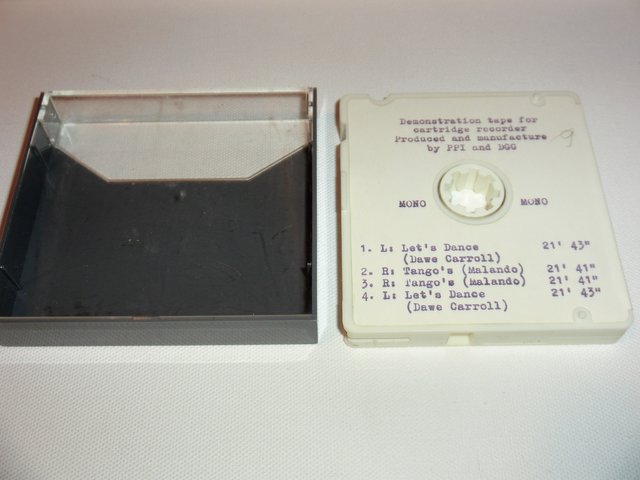 Demonstration tape for
cartridge recorder
Produced and manufacture
by PPI and DGG
9
MONO MONO
1. L: Let's Dance 21' 43"
(Dawe Carroll)
2. R: Tango's (Malando) 21' 41"
3. R: Tango's (Malando) 21' 41"
4. L: Let's Dance 21' 43"
(Dawe Carroll)